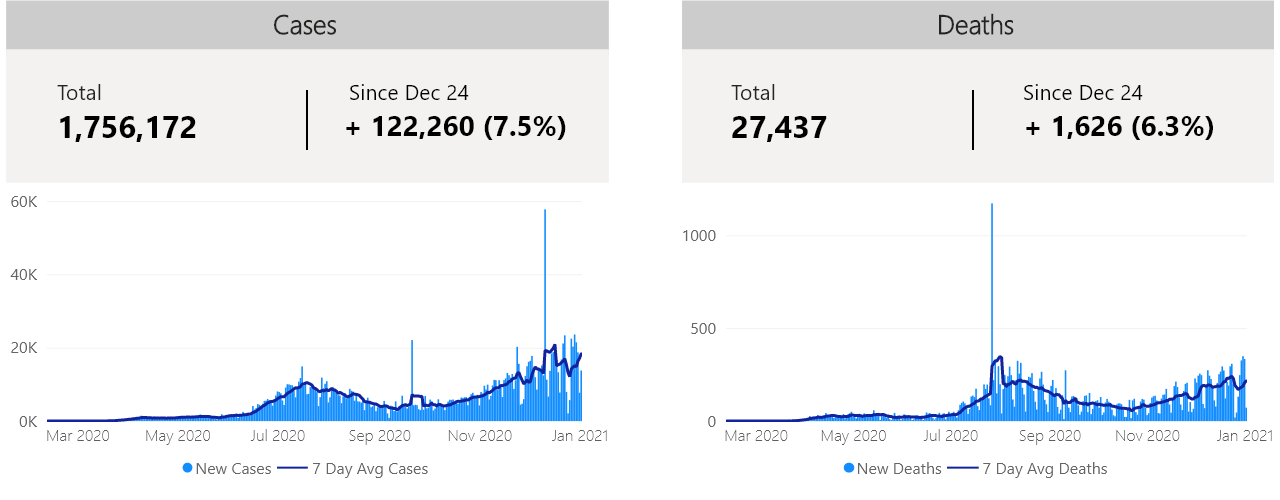 Cases
Total
1,756,172
Since Dec 24
+ 122,260 (7.5%)
60K
40K
20K
0K
Mar 2020 May 2020 Jul 2020 Sep 2020 Nov 2020 Jan 2021
New Cases 7 Day Avg Cases
Deaths
Total
27,437
Since Dec 24
+ 1,626 (6.3%)
1000
500
0
Mar 2020 May 2020 Jul 2020 Sep 2020 Nov 2020 Jan 2021
New Deaths 7 Day Avg Deaths